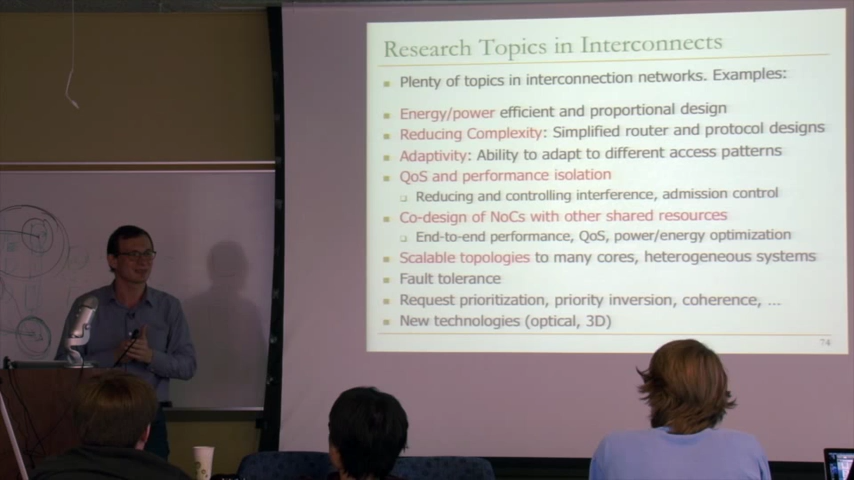 Research Topics in Interconnects
Plenty of topics in interconnection networks. Examples:
Energy/power efficient and proportional design
Reducing Complexity: Simplified router and protocol designs
Adaptivity: Ability to adapt to different access patterns
QoS and performance isolation
Reducing and controlling interference, admission control
Co-design of NoCs with other shared resources
End-to-end performance, QoS, power/energy optimization
Scalable topologies to many cores, heterogeneous systems
Fault tolerance
Request prioritization, priority inversion, coherence, ...
New technologies (optical, 3D)
74